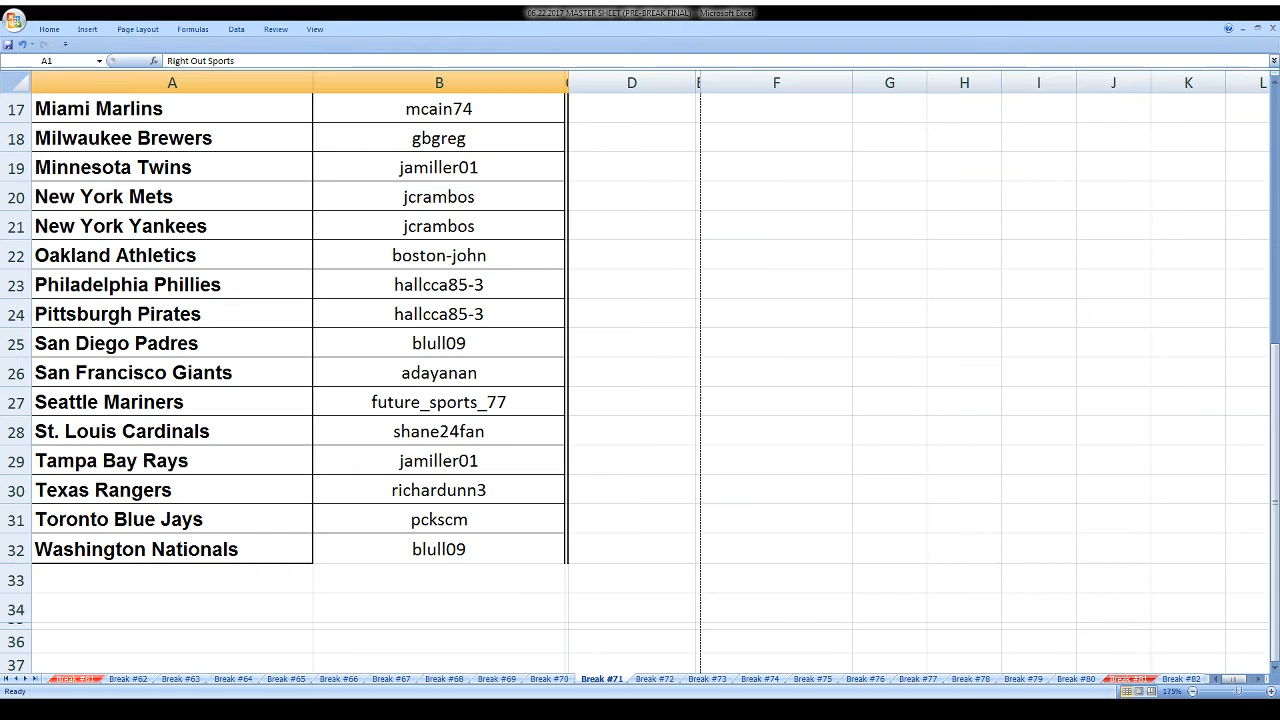 06.22.2017 MASTER SHEET (PRE-BREAK FINAL) - Microsoft Excel
Home Insert Page Layout Formulas Data Review View
A1 fx Right Out Sports
A B D F G H I J K L
17 Miami Marlins mcain74
18 Milwaukee Brewers gbgreg
19 Minnesota Twins jamiller01
20 New York Mets jcrambos
21 New York Yankees jcrambos
22 Oakland Athletics boston-john
23 Philadelphia Phillies hallcca85-3
24 Pittsburgh Pirates hallcca85-3
25 San Diego Padres blull09
26 San Francisco Giants adayanan
27 Seattle Mariners future_sports_77
28 St. Louis Cardinals shane24fan
29 Tampa Bay Rays jamiller01
30 Texas Rangers richardunn3
31 Toronto Blue Jays pckscm
32 Washington Nationals blull09
33
34
36
37
Break #61 Break #62 Break #63 Break #64 Break #65 Break #66 Break #67 Break #68 Break #69 Break #70 Break #71 Break #72 Break #73 Break #74 Break #75 Break #76 Break #77 Break #78 Break #79 Break #80 Break #81 Break #82
Ready 175%